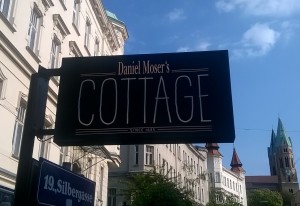 Daniel Moser's
COTTAGE
19., Silbergasse